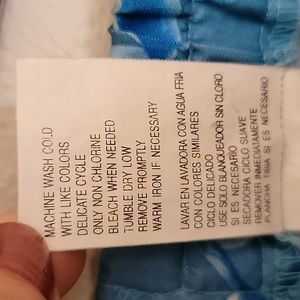 MACHINE WASH COLD
WITH LIKE COLORS
DELICATE CYCLE
ONLY NON CHLORINE
BLEACH WHEN NEEDED
TUMBLE DRY LOW
REMOVE PROMPTLY
WARM IRON IF NECESSARY
LAVAR EN LAVADORA CON AGUA FRIA
CON COLORES SIMILARES
CICLO DELICADO
USE SOLO BLANQUEADOR SIN CLORO
SI ES NECESARIO
SECADORA CICLO SUAVE
REMOVER INMEDIATAMENTE
PLANCHA TIBIA SI ES NECESARIO